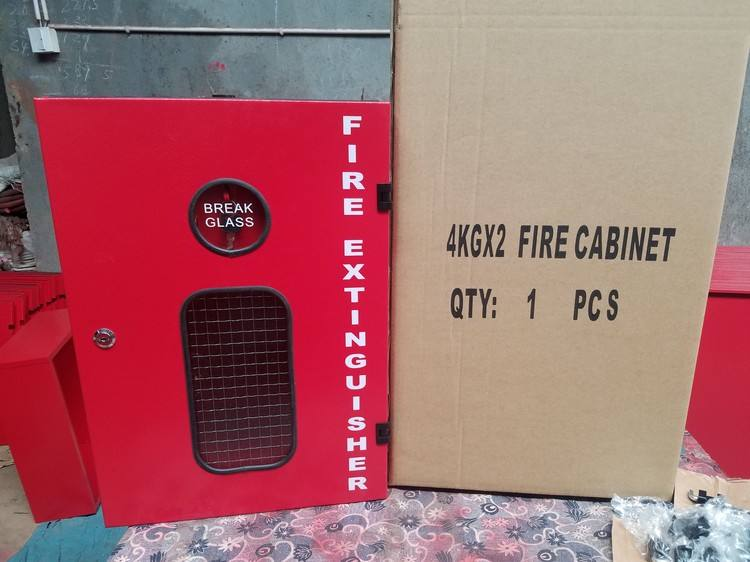 BREAK
GLASS
FIRE EXTINGUISHER
4KGX2 FIRE CABINET
QTY: 1 PCS